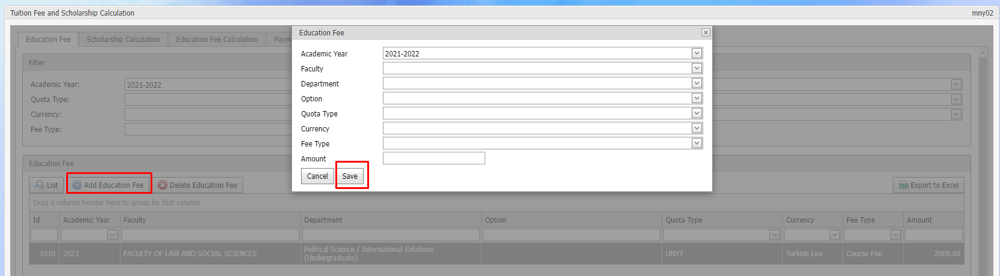 Tuition Fee and Scholarship Calculation
mny02
Education Fee
Scholarship Calculation
Education Fee Calculation
Paym
Filter
Academic Year:
2021-2022
Quota Type:
Currency:
Fee Type:
Education Fee
Academic Year
2021-2022
Faculty
Department
Option
Quota Type
Currency
Fee Type
Amount
Cancel
Save
Education Fee
List
Add Education Fee
Delete Education Fee
Export to Excel
Drag a column header here to group by that column
Id
Academic Year
Faculty
Department
Option
Quota Type
Currency
Fee Type
Amount
1010
2021
FACULTY OF LAW AND SOCIAL SCIENCES
Political Science / International Relations
(Undergraduate)
UNYT
Turkish Lira
Course Fee
2000.00